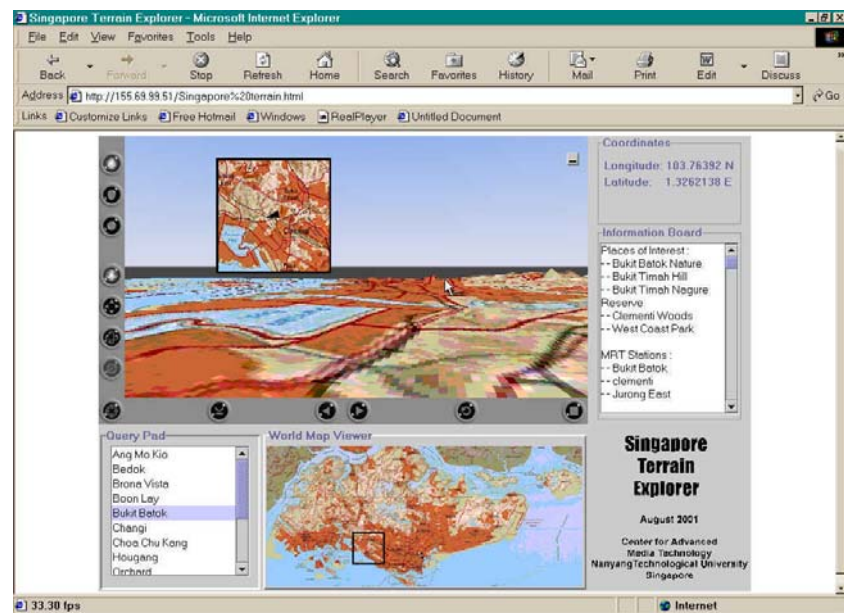 Singapore Terrain Explorer - Microsoft Internet Explorer
File Edit View Favorites Tools Help
Back Forward Stop Refresh Home Search Favorites History Mail Print Edit Discuss
Address http://155.69.99.51/Singapore%20terrain.html Go
Links Customize Links Free Hotmail Windows RealPlayer Untitled Document
Coordinates
Longitude: 103.76392 N
Latitude: 1.3262138 E
Information Board
Places of Interest :
-- Bukit Batok Nature
-- Bukit Timah Hill
-- Bukit Timah Nagure
Reserve
-- Clementi Woods
-- West Coast Park
MRT Stations :
-- Bukit Batok
-- clementi
-- Jurong East
Query Pad
Ang Mo Kio
Bedok
Brona Vista
Boon Lay
Bukit Batok
Changi
Choa Chu Kang
Hougang
Orchard
World Map Viewer
Singapore
Terrain
Explorer
August 2001
Center for Advanced
Media Technology
NanyangTechnological University
Singapore
33.30 fps
Internet